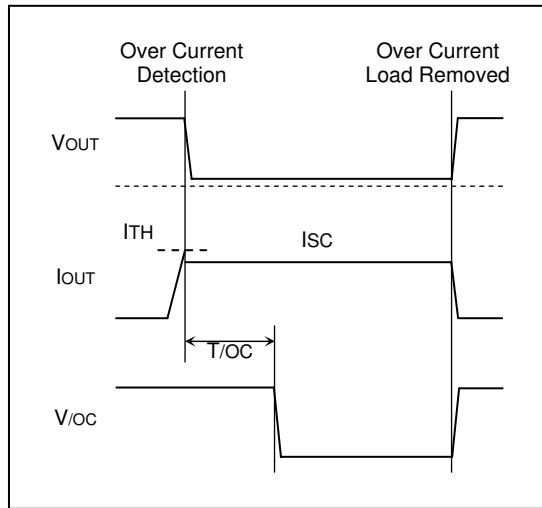 Over Current
Detection
Over Current
Load Removed
VOUT
ITH
ISC
IOUT
T/OC
V/OC